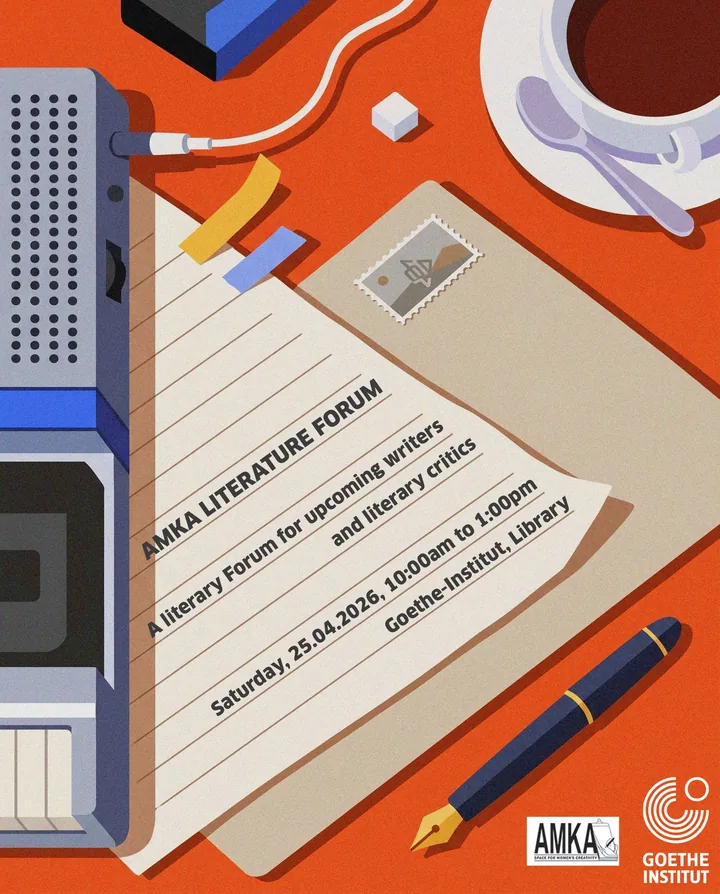 AMKA LITERATURE FORUM
A literary Forum for upcoming writers
and literary critics
Saturday, 25.04.2026, 10:00am to 1:00pm
Goethe-Institut, Library
AMKA
SPACE FOR WOMEN'S CREATIVITY
GOETHE
INSTITUT